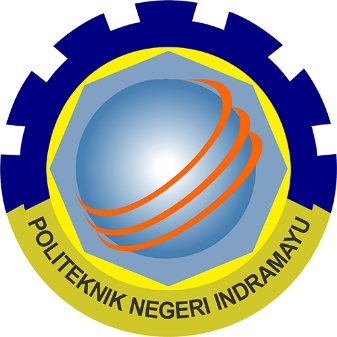 POLITEKNIK NEGERI INDRAMAYU